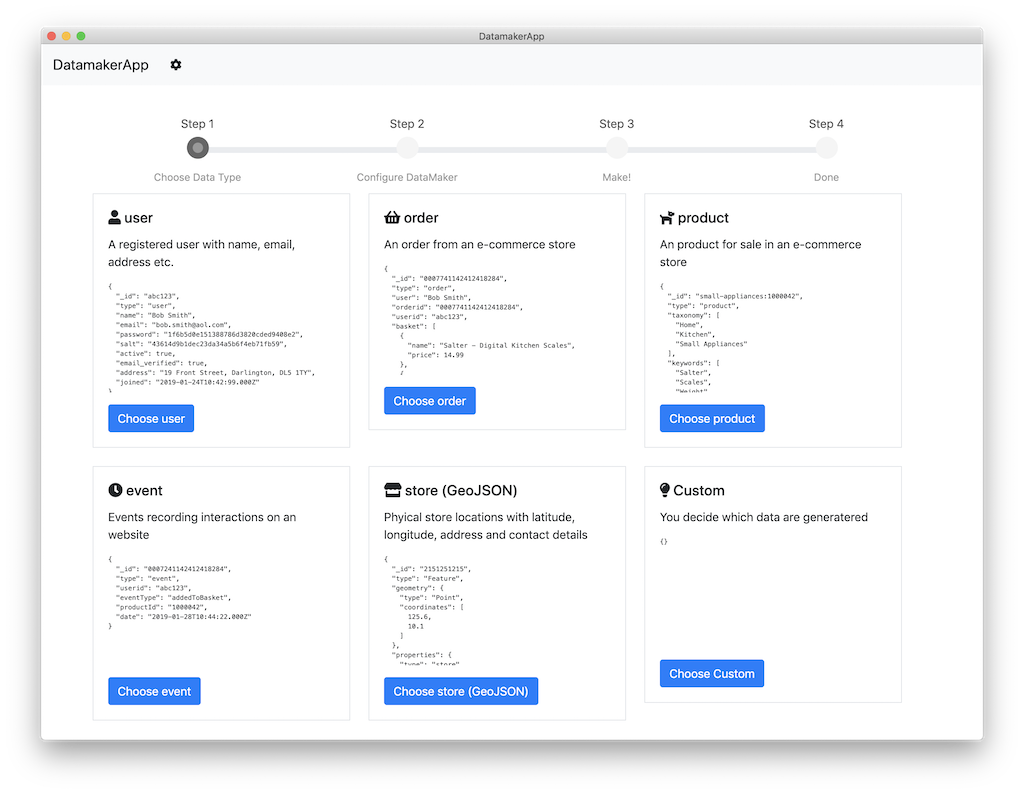 DatamakerApp
DatamakerApp
Step 1
Step 2
Step 3
Step 4
Choose Data Type
Configure DataMaker
Make!
Done
user
A registered user with name, email,
address etc.
{
"_id": "abc123",
"type": "user",
"name": "Bob Smith",
"email": "bob.smith@aol.com",
"password": "1f6b5d0e151388786d3820cded9408e2",
"salt": "43614d9b1dec23da34a5b6f4eb71fb59",
"active": true,
"email_verified": true,
"address": "19 Front Street, Darlington, DL5 1TY",
"joined": "2019-01-24T10:42:99.000Z"
}
Choose user
order
An order from an e-commerce store
{
"_id": "0007741142412418284",
"type": "order",
"user": "Bob Smith",
"orderid": "0007741142412418284",
"userid": "abc123",
"basket": [
{
"name": "Salter - Digital Kitchen Scales",
"price": 14.99
},
{
Choose order
product
An product for sale in an e-commerce
store
{
"_id": "small-appliances:1000042",
"type": "product",
"taxonomy": [
"Home",
"Kitchen",
"Small Appliances"
],
"keywords": [
"Salter",
"Scales",
"Weight"
Choose product
event
Events recording interactions on an
website
{
"_id": "0007241142412418284",
"type": "event",
"userid": "abc123",
"eventType": "addedToBasket",
"productId": "1000042",
"date": "2019-01-28T10:44:22.000Z"
}
Choose event
store (GeoJSON)
Phyical store locations with latitude,
longitude, address and contact details
{
"_id": "2151251215",
"type": "Feature",
"geometry": {
"type": "Point",
"coordinates": [
125.6,
10.1
]
},
"properties": {
"type": "store"
Choose store (GeoJSON)
Custom
You decide which data are generatered
{}
Choose Custom